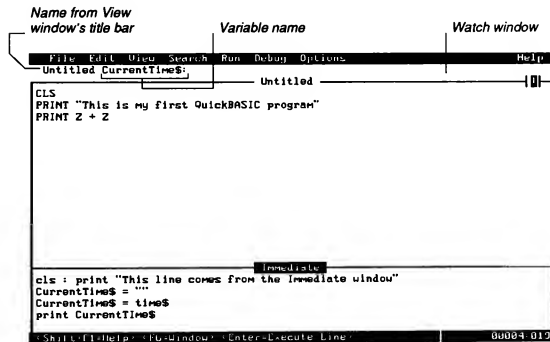 Name from View
window's title bar
Variable name
Watch window
File Edit View Search Run Debug Options Help
Untitled CurrentTime$:
Untitled
CLS
PRINT "This is my first QuickBASIC program"
PRINT Z + Z
Immediate
cls : print "This line comes from the Immediate window"
CurrentTime$ = ""
CurrentTime$ = time$
print CurrentTIme$
<Shift+F1=Help> <F6=Window> <Enter=Execute Line> 00004:019